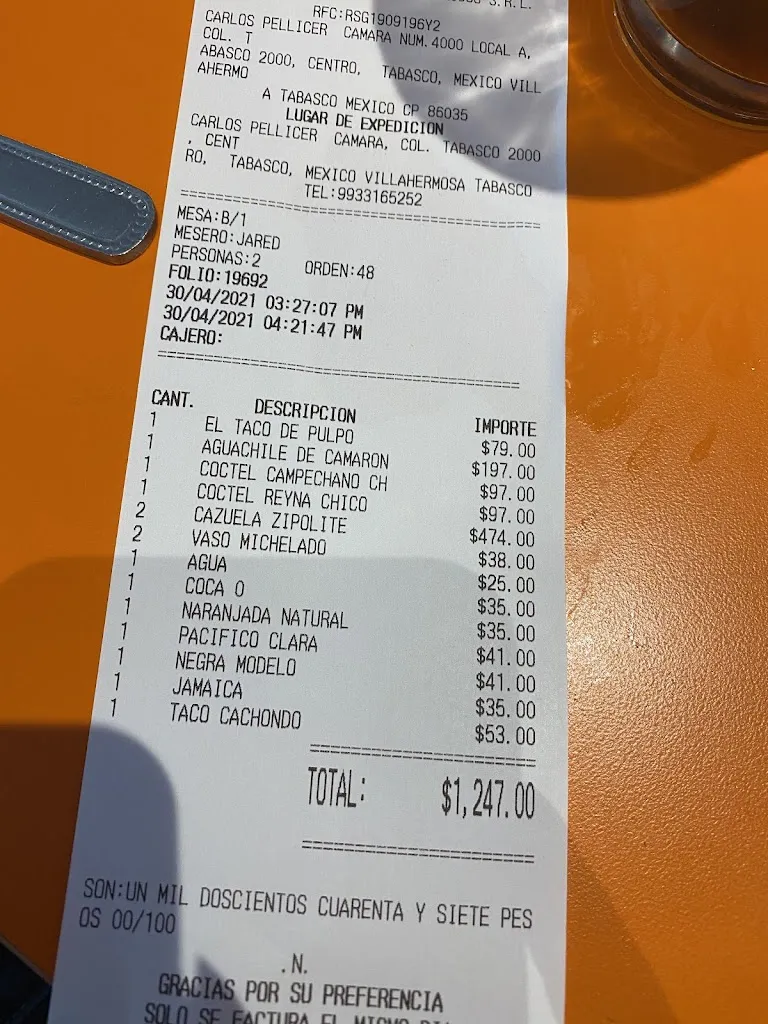 S.R.L.
RFC:RSG1909196Y2
CARLOS PELLICER CAMARA NUM.4000 LOCAL A,
COL. T
ABASCO 2000, CENTRO, TABASCO, MEXICO VILL
AHERMO
A TABASCO MEXICO CP 86035
LUGAR DE EXPEDICION
CARLOS PELLICER CAMARA, COL. TABASCO 2000
, CENT
RO, TABASCO, MEXICO VILLAHERMOSA TABASCO
TEL:9933165252
MESA:B/1
MESERO:JARED
PERSONAS:2 ORDEN:48
FOLIO:19692
30/04/2021 03:27:07 PM
30/04/2021 04:21:47 PM
CAJERO:
CANT. DESCRIPCION IMPORTE
1 EL TACO DE PULPO $79.00
1 AGUACHILE DE CAMARON $197.00
1 COCTEL CAMPECHANO CH $97.00
1 COCTEL REYNA CHICO $97.00
2 CAZUELA ZIPOLITE $474.00
2 VASO MICHELADO $38.00
1 AGUA $25.00
1 COCA 0 $35.00
1 NARANJADA NATURAL $35.00
1 PACIFICO CLARA $41.00
1 NEGRA MODELO $41.00
1 JAMAICA $35.00
1 TACO CACHONDO $53.00
TOTAL: $1,247.00
SON:UN MIL DOSCIENTOS CUARENTA Y SIETE PES
OS 00/100
.N.
GRACIAS POR SU PREFERENCIA
SOLO SE FACTURA EL MISMO